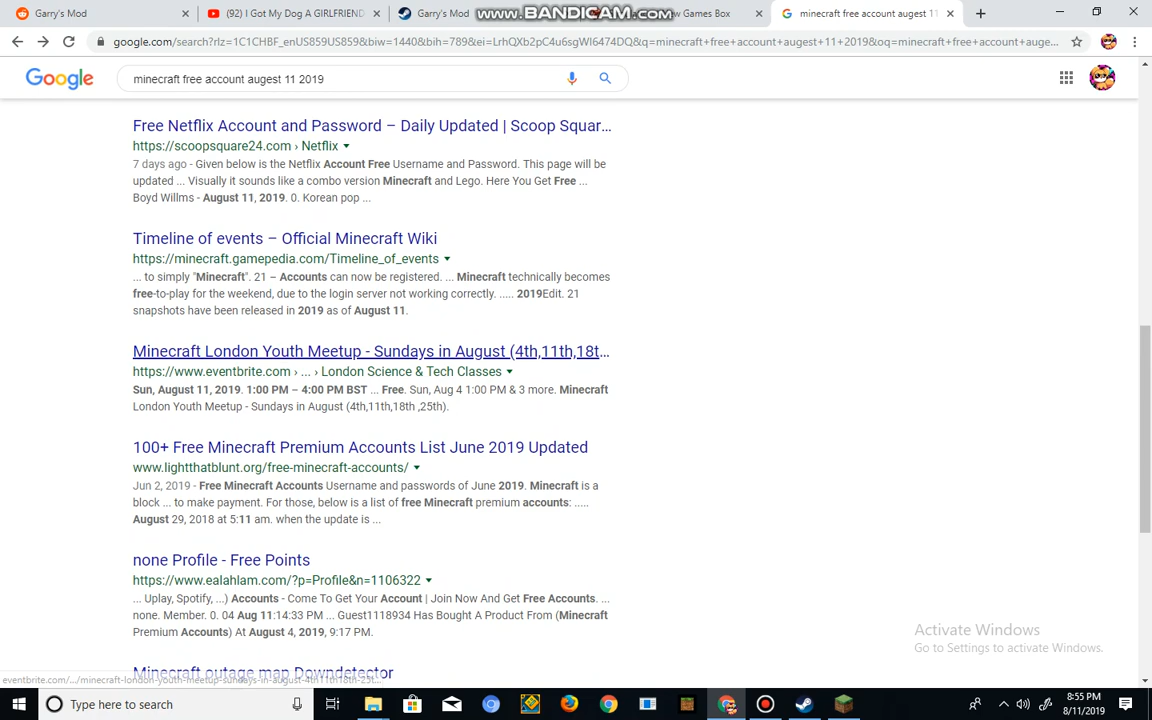 Garry's Mod
(92) I Got My Dog A GIRLFRIEND
Garry's Mod
www.BANDICAM.com
ew Games Box
minecraft free account augest 11
google.com/search?rlz=1C1CHBF_enUS859US859&biw=1440&bih=789&ei=LrhQXb2pC4u6sgWI6474DQ&q=minecraft+free+account+augest+11+2019&oq=minecraft+free+account+auge...
Google
minecraft free account augest 11 2019
Free Netflix Account and Password – Daily Updated | Scoop Squar...
https://scoopsquare24.com › Netflix
7 days ago - Given below is the Netflix Account Free Username and Password. This page will be
updated ... Visually it sounds like a combo version Minecraft and Lego. Here You Get Free ...
Boyd Willms - August 11, 2019. 0. Korean pop ...
Timeline of events – Official Minecraft Wiki
https://minecraft.gamepedia.com/Timeline_of_events
... to simply "Minecraft". 21 – Accounts can now be registered. ... Minecraft technically becomes
free-to-play for the weekend, due to the login server not working correctly. ..... 2019Edit. 21
snapshots have been released in 2019 as of August 11.
Minecraft London Youth Meetup - Sundays in August (4th,11th,18t...
https://www.eventbrite.com › ... › London Science & Tech Classes
Sun, August 11, 2019. 1:00 PM – 4:00 PM BST ... Free. Sun, Aug 4 1:00 PM & 3 more. Minecraft
London Youth Meetup - Sundays in August (4th,11th,18th ,25th).
100+ Free Minecraft Premium Accounts List June 2019 Updated
www.lightthatblunt.org/free-minecraft-accounts/
Jun 2, 2019 - Free Minecraft Accounts Username and passwords of June 2019. Minecraft is a
block ... to make payment. For those, below is a list of free Minecraft premium accounts: .....
August 29, 2018 at 5:11 am. when the update is ...
none Profile - Free Points
https://www.ealahlam.com/?p=Profile&n=1106322
... Uplay, Spotify, ...) Accounts - Come To Get Your Account | Join Now And Get Free Accounts. ...
none. Member. 0. 04 Aug 11:14:33 PM ... Guest1118934 Has Bought A Product From (Minecraft
Premium Accounts) At August 4, 2019, 9:17 PM.
Activate Windows
Go to Settings to activate Windows.
Minecraft outage map Downdetector
eventbrite.com/.../minecraft-london-youth-meetup-sundays-in-august-4th11th18th-25t...
Type here to search
8:55 PM
8/11/2019